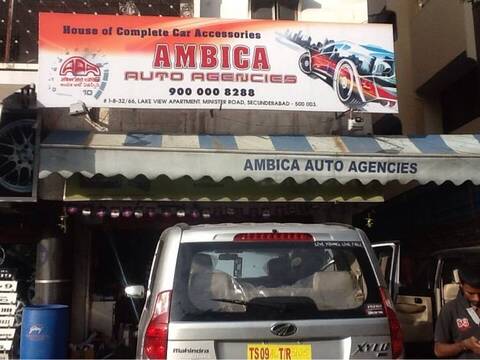 House of Complete Car Accessories
AMBICA
AUTO AGENCIES
900 000 8288
# 1-8-32/66, LAKE VIEW APARTMENT, MINISTER ROAD, SECUNDERABAD - 500 003.
10
AMBICA AUTO AGENCIES
TS09 T/R
Mahindra
XYLO